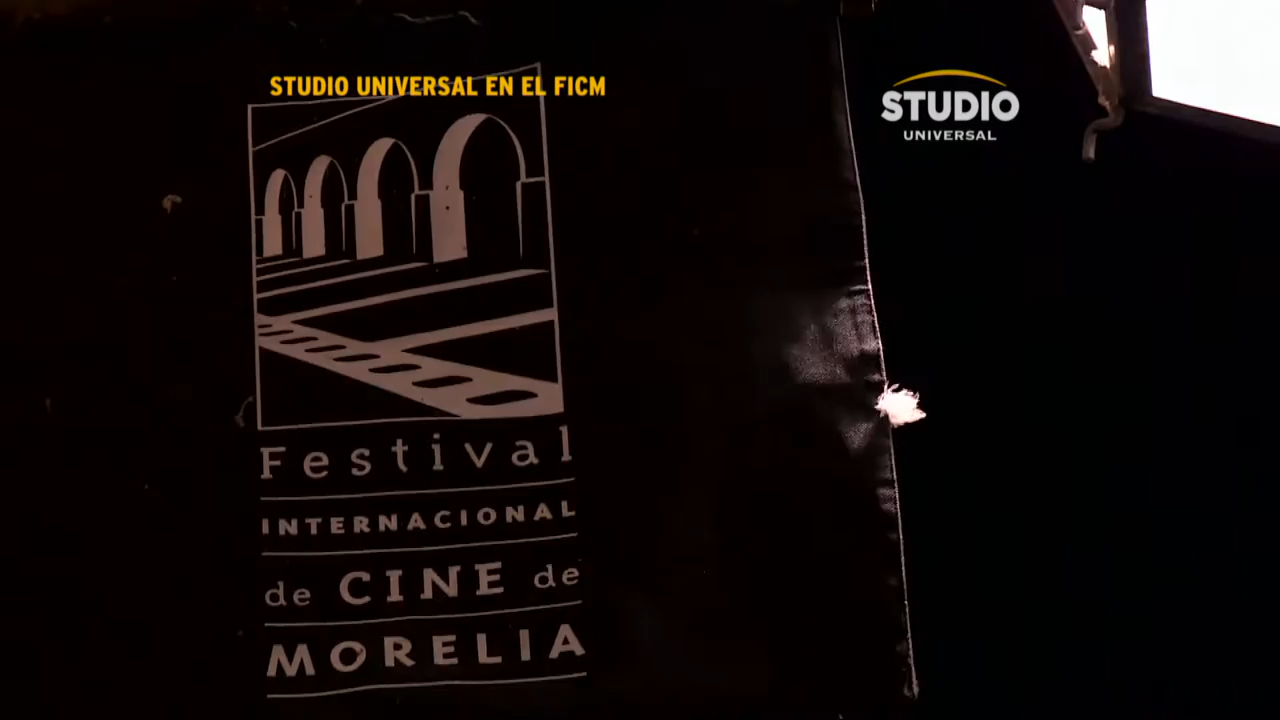 STUDIO UNIVERSAL EN EL FICM
STUDIO
UNIVERSAL
Festival
INTERNACIONAL
de CINE de
MORELIA